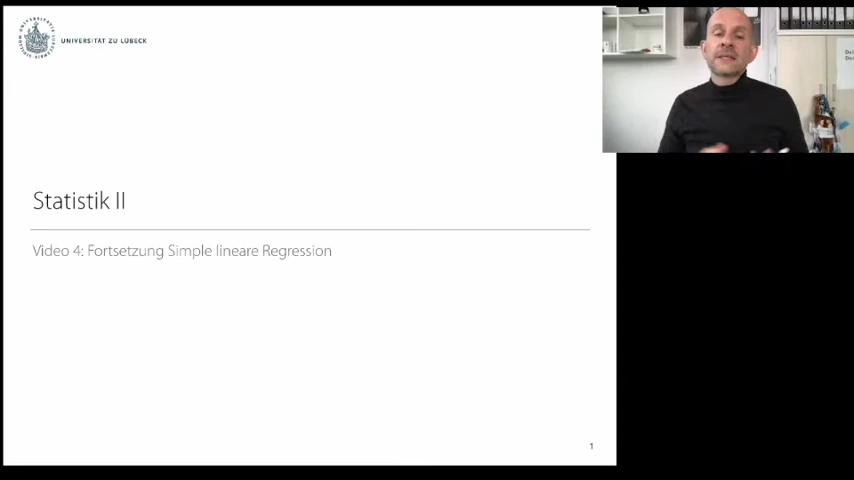 UNIVERSITÄT ZU LÜBECK
Statistik II
Video 4: Fortsetzung Simple lineare Regression
1